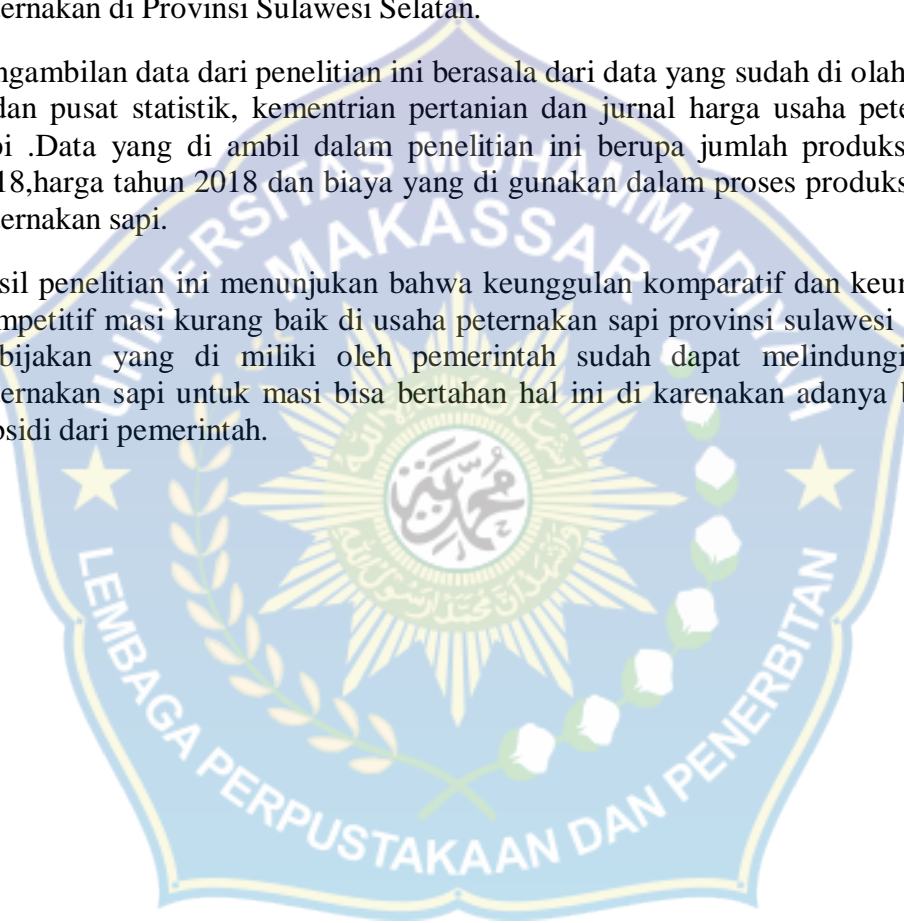 ernakan di Provinsi Sulawesi Selatan.
ngambilan data dari penelitian ini berasala dari data yang sudah di olah
dan pusat statistik, kementrian pertanian dan jurnal harga usaha pete
pi .Data yang di ambil dalam penelitian ini berupa jumlah produks
18,harga tahun 2018 dan biaya yang di gunakan dalam proses produks
ernakan sapi.
sil penelitian ini menunjukan bahwa keunggulan komparatif dan keun
mpetitif masi kurang baik di usaha peternakan sapi provinsi sulawesi
bijakan yang di miliki oleh pemerintah sudah dapat melindungi
ernakan sapi untuk masi bisa bertahan hal ini di karenakan adanya b
bsidi dari pemerintah.
UNIVERSITAS MUHAMMADIYAH
MAKASSAR
LEMBAGA PERPUSTAKAAN DAN PENERBITAN